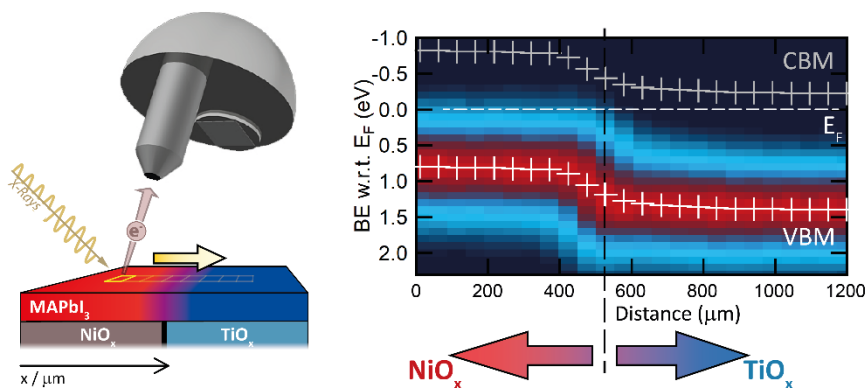 X-Rays
e-
MAPbI3
NiOx
TiOx
x / µm
BE w.r.t. EF (eV)
-1.0
-0.5
0.0
0.5
1.0
1.5
2.0
CBM
EF
VBM
0
200
400
600
800
1000
1200
Distance (µm)
NiOx
TiOx